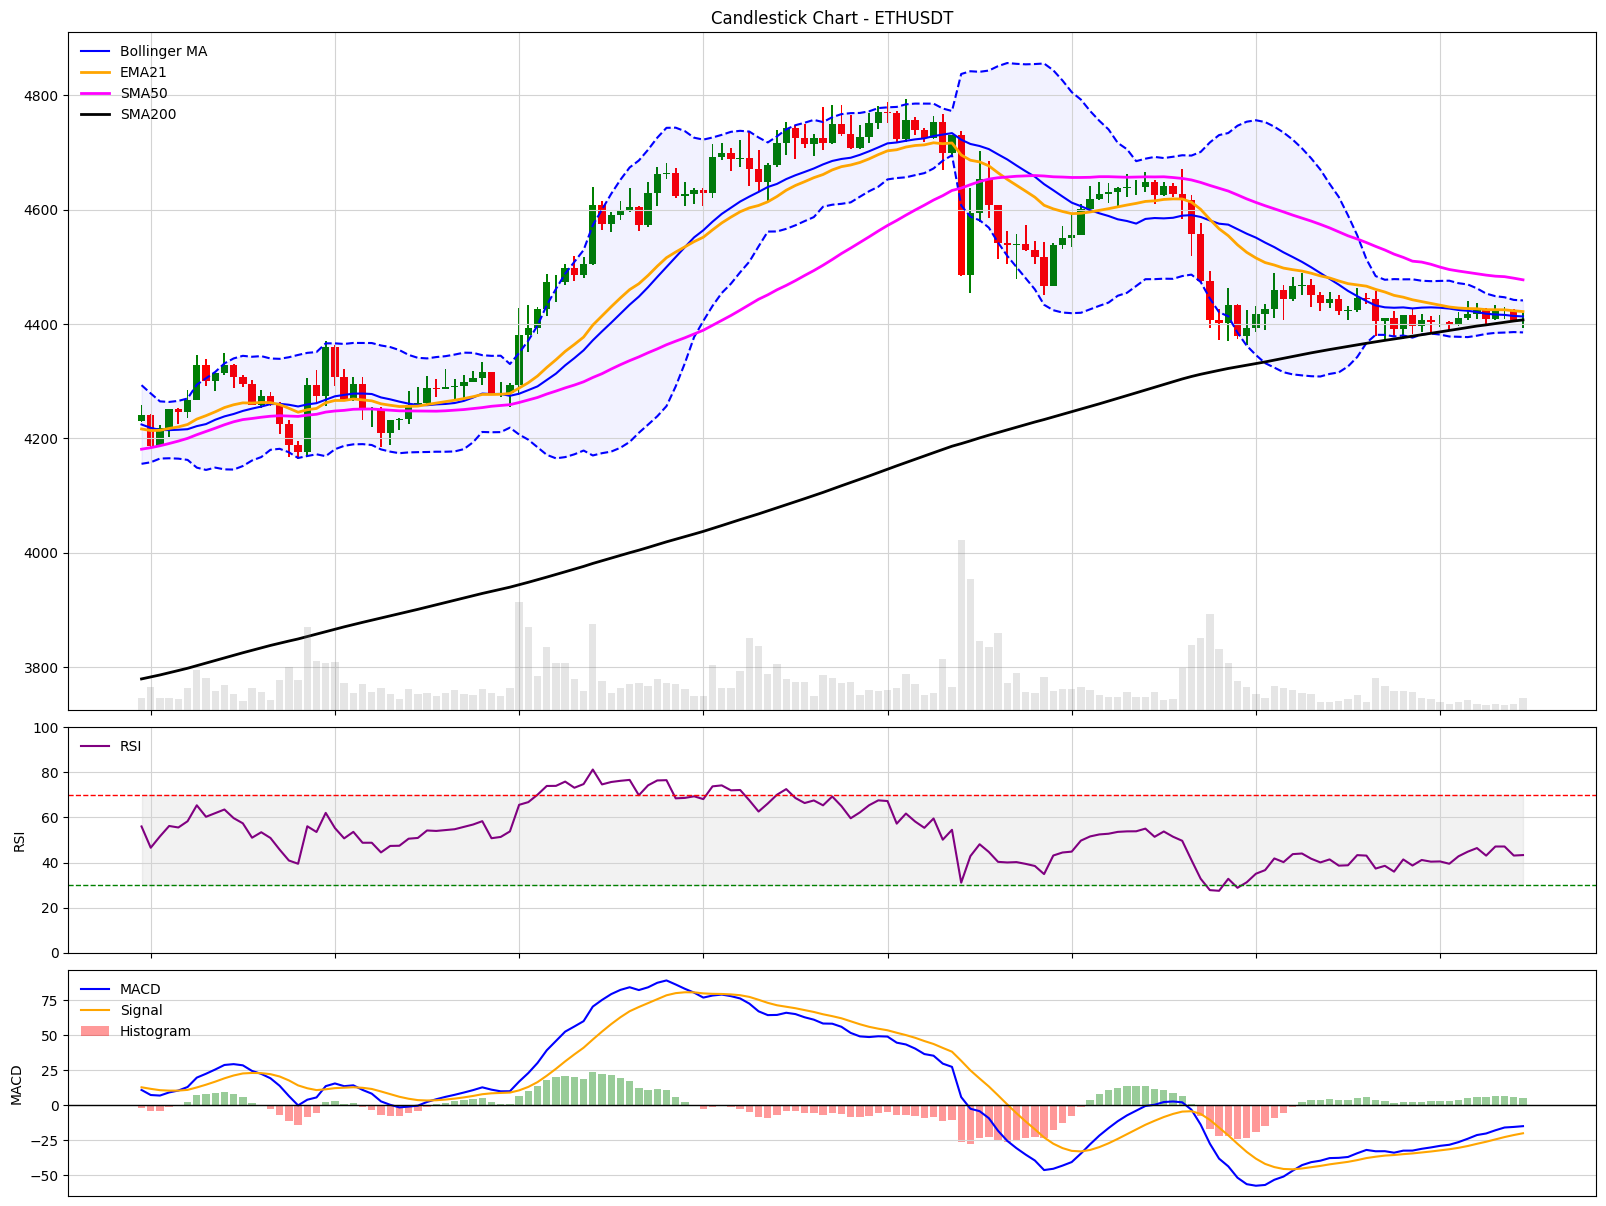 Candlestick Chart - ETHUSDT
Bollinger MA
EMA21
SMA50
SMA200
4800
4600
4400
4200
4000
3800
RSI
100
80
60
40
20
0
RSI
MACD
Signal
Histogram
75
50
25
0
−25
−50
MACD